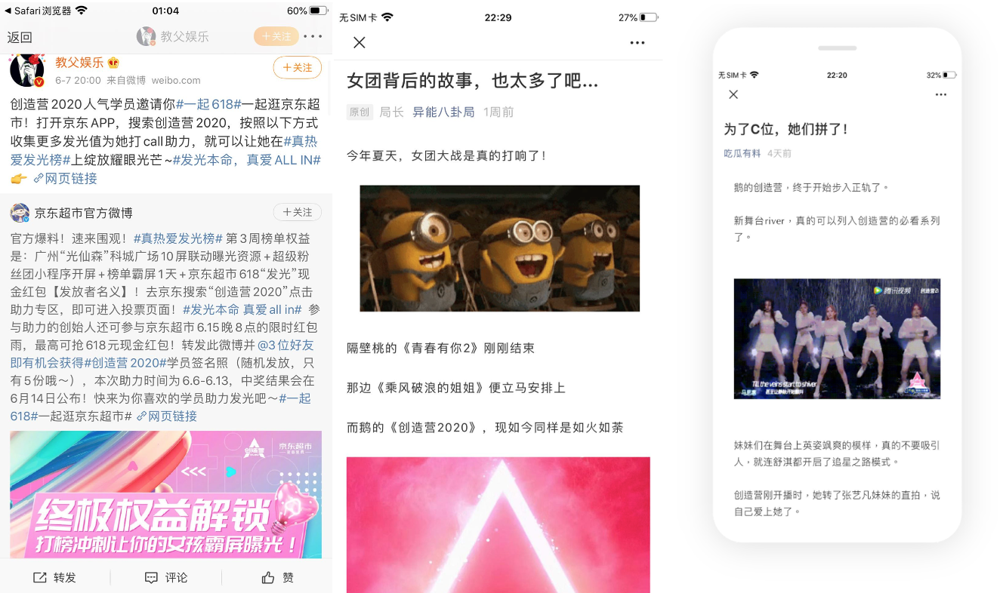 Safari浏览器
01:04
60%
返回
教父娱乐
+关注
教父娱乐
6-7 20:00 来自微博 weibo.com
+关注
创造营2020人气学员邀请你#一起618#一起逛京东超
市！打开京东APP，搜索创造营2020，按照以下方式
收集更多发光值为她打call助力，就可以让她在#真热
爱发光榜#上绽放耀眼光芒~#发光本命，真爱ALL IN#
网页链接
京东超市官方微博
+关注
官方爆料！速来围观！#真热爱发光榜# 第3周榜单权益
是：广州“光仙森”科城广场10屏联动曝光资源+超级粉
丝团小程序开屏+榜单霸屏1天+京东超市618“发光”现
金红包【发放者名义】！去京东搜索“创造营2020”点击
助力专区，即可进入投票页面！#发光本命 真爱all in# 参
与助力的创始人还可参与京东超市6.15晚8点的限时红包
雨，最高可抢618元现金红包！转发此微博并@3位好友
即有机会获得#创造营2020#学员签名照（随机发放，只
有5份哦～），本次助力时间为6.6-6.13，中奖结果会在
6月14日公布！快来为你喜欢的学员助力发光吧～#一起
618#一起逛京东超市# 网页链接
创造营
京东超市
<<<
终极权益解锁
打榜冲刺让你的女孩霸屏曝光！
转发
评论
赞
无SIM卡
22:29
27%
女团背后的故事，也太多了吧...
原创 局长 异能八卦局 1周前
今年夏天，女团大战是真的打响了！
隔壁桃的《青春有你2》刚刚结束
那边《乘风破浪的姐姐》便立马安排上
而鹅的《创造营2020》，现如今同样是如火如荼
无SIM卡
22:20
32%
为了C位，她们拼了！
吃瓜有料 4天前
鹅的创造营，终于开始步入正轨了。
新舞台river，真的可以列入创造营的必看系列
了。
腾讯视频
创造营2
Till the veins start to shiver
甚至让静脉开始颤抖
妹妹们在舞台上英姿飒爽的模样，真的不要吸引
人，就连舒淇都开启了追星之路模式。
创造营刚开播时，她转了张艺凡妹妹的直拍，说
自己爱上她了。